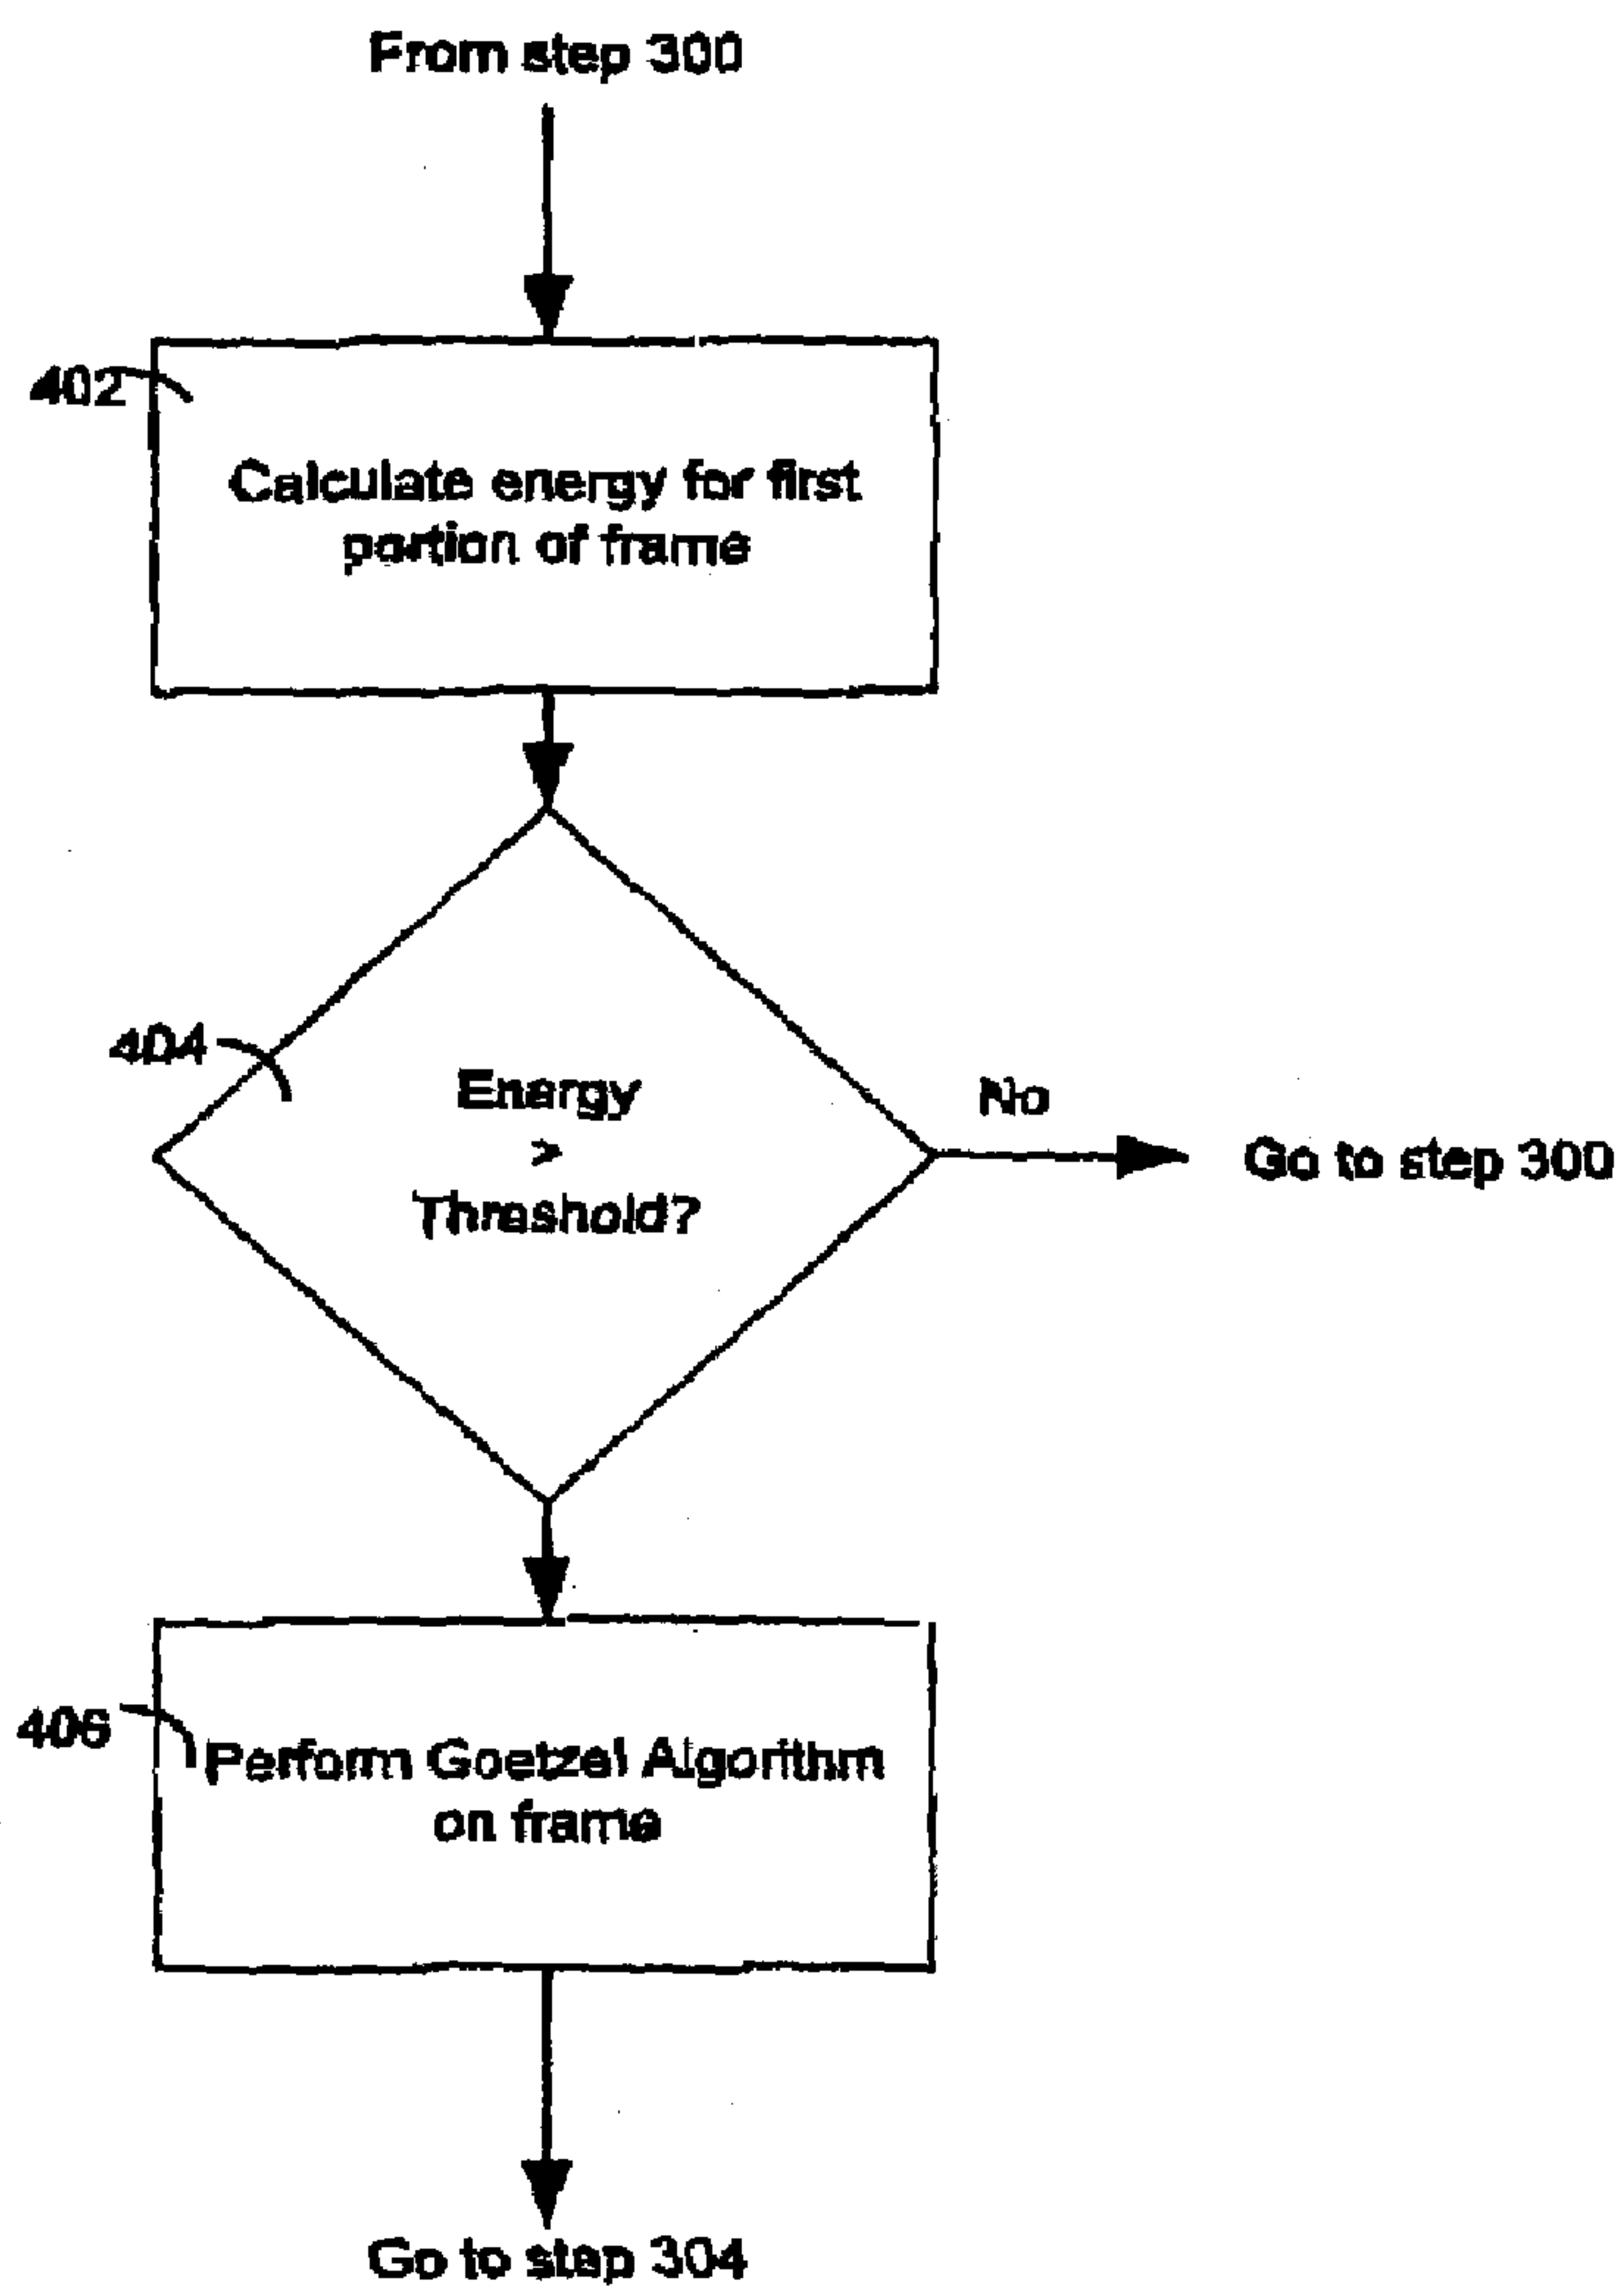 From step 300
402
Calculate energy for first
portion of frame
404
Energy
>
Threshold?
No
Go to step 300
406
Perform Goetzel Algorithm
on frame
Go to step 304